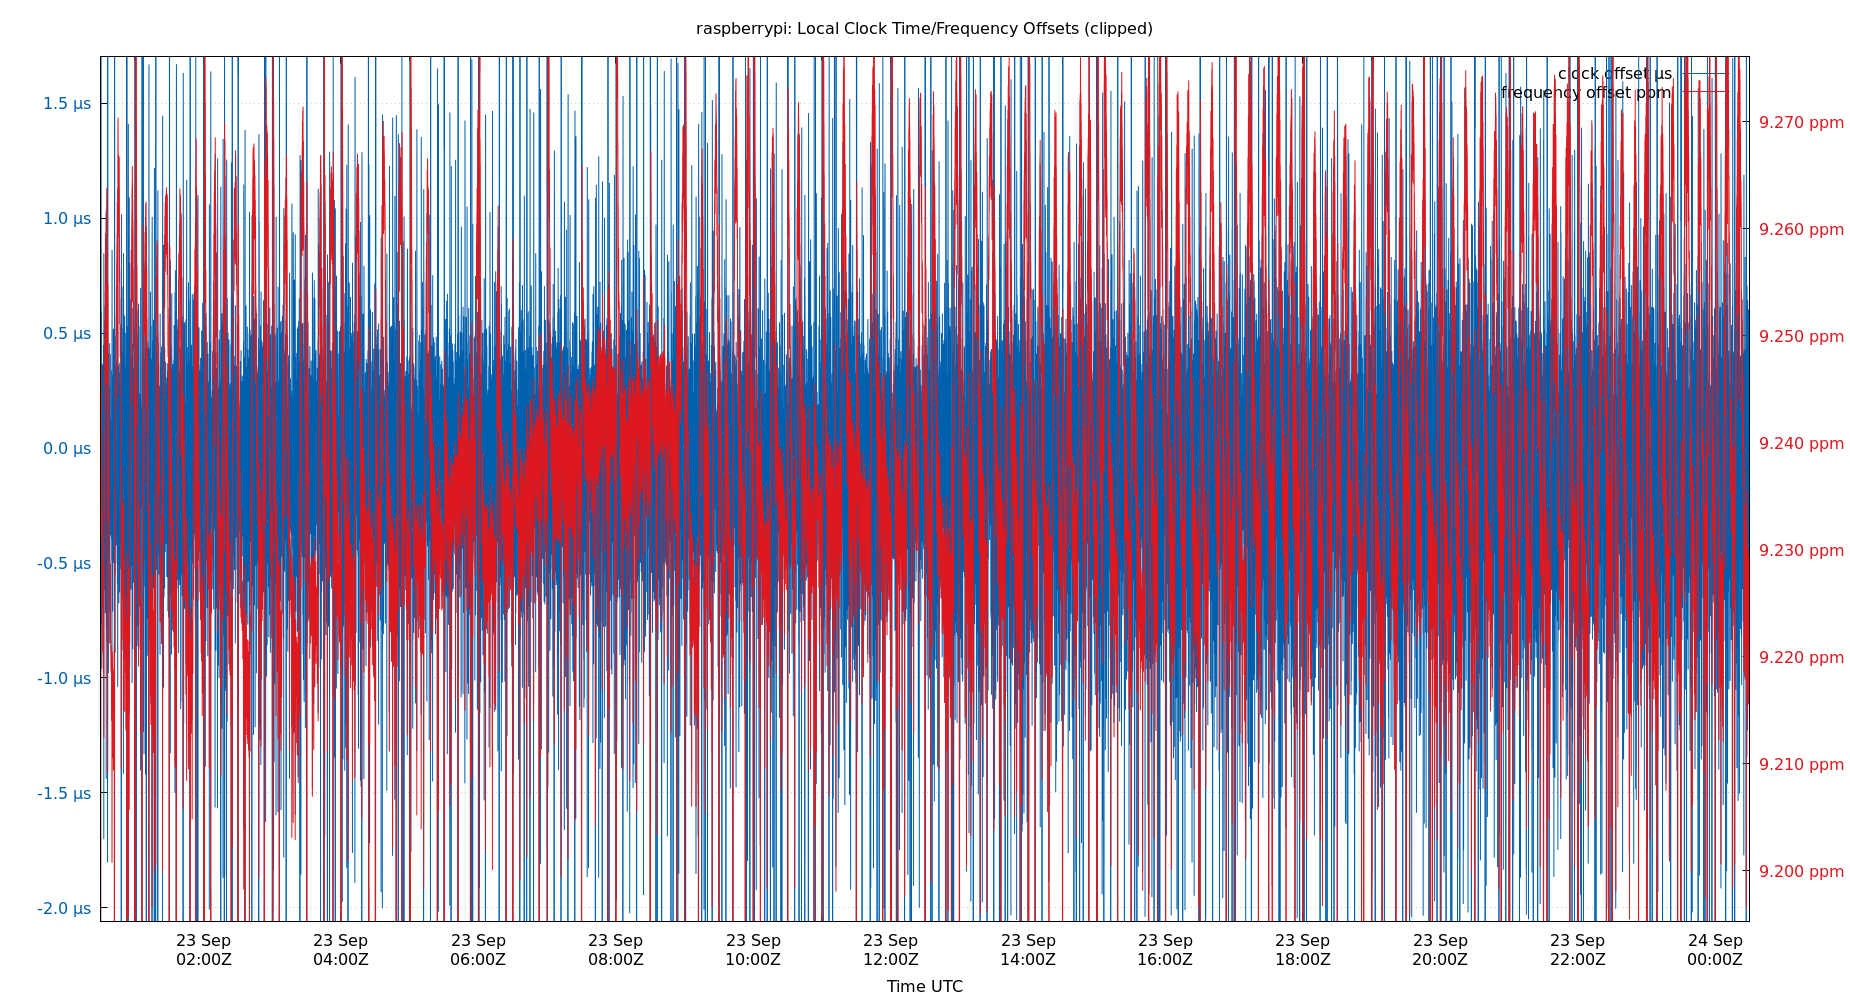 raspberrypi: Local Clock Time/Frequency Offsets (clipped)
clock offset µs
frequency offset ppm
1.5 µs
1.0 µs
0.5 µs
0.0 µs
-0.5 µs
-1.0 µs
-1.5 µs
-2.0 µs
9.270 ppm
9.260 ppm
9.250 ppm
9.240 ppm
9.230 ppm
9.220 ppm
9.210 ppm
9.200 ppm
23 Sep 23 Sep 23 Sep 23 Sep 23 Sep 23 Sep 23 Sep 23 Sep 23 Sep 23 Sep 23 Sep 24 Sep
02:00Z 04:00Z 06:00Z 08:00Z 10:00Z 12:00Z 14:00Z 16:00Z 18:00Z 20:00Z 22:00Z 00:00Z
Time UTC